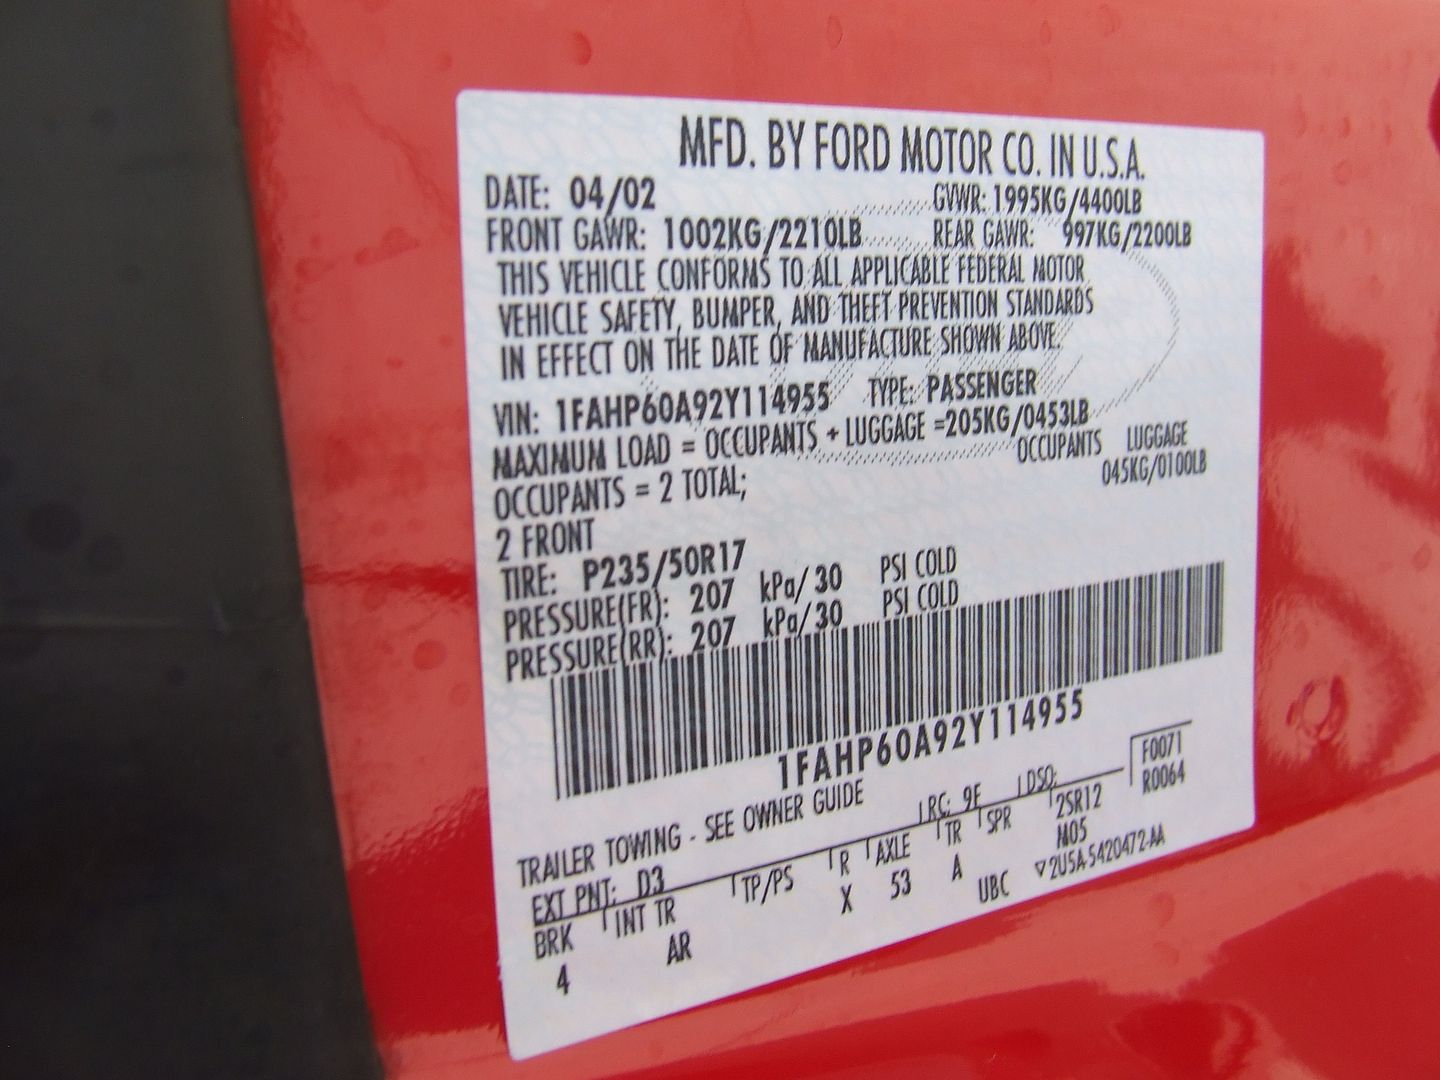 MFD. BY FORD MOTOR CO. IN U.S.A.
DATE: 04/02 GVWR: 1995KG/4400LB
FRONT GAWR: 1002KG/2210LB REAR GAWR: 997KG/2200LB
THIS VEHICLE CONFORMS TO ALL APPLICABLE FEDERAL MOTOR
VEHICLE SAFETY, BUMPER, AND THEFT PREVENTION STANDARDS
IN EFFECT ON THE DATE OF MANUFACTURE SHOWN ABOVE.
VIN: 1FAHP60A92Y114955 TYPE: PASSENGER
MAXIMUM LOAD = OCCUPANTS + LUGGAGE =205KG/0453LB
OCCUPANTS = 2 TOTAL; OCCUPANTS LUGGAGE
2 FRONT 045KG/0100LB
TIRE: P235/50R17
PRESSURE(FR): 207 kPa/ 30 PSI COLD
PRESSURE(RR): 207 kPa/ 30 PSI COLD
1FAHP60A92Y114955
TRAILER TOWING - SEE OWNER GUIDE
EXT PNT: D3 RC: 9F DSO: F0071
BRK INT TR TP/PS R AXLE TR SPR 2SR12 R0064
4 AR X 53 A M05
UBC ▽2U5A-5420472-AA